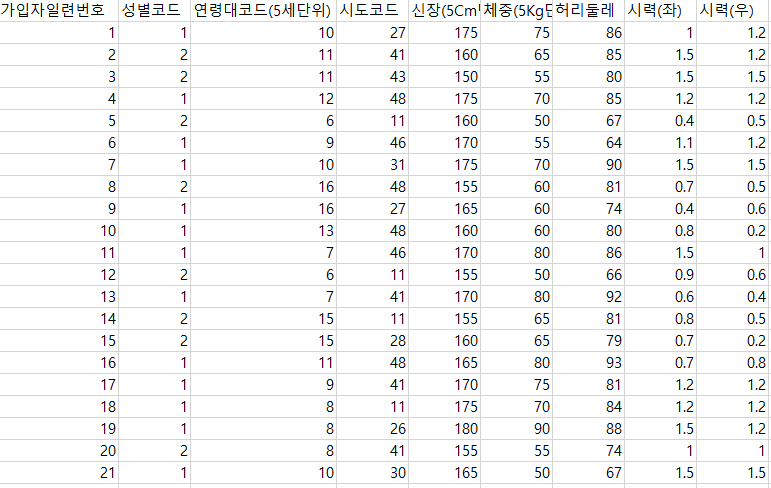 가입자일련번호 성별코드 연령대코드(5세단위) 시도코드 신장(5Cm 체중(5Kg단 허리둘레 시력(좌) 시력(우)
1 1 10 27 175 75 86 1 1.2
2 2 11 41 160 65 85 1.5 1.2
3 2 11 43 150 55 80 1.5 1.5
4 1 12 48 175 70 85 1.2 1.2
5 2 6 11 160 50 67 0.4 0.5
6 1 9 46 170 55 64 1.1 1.2
7 1 10 31 175 70 90 1.5 1.5
8 2 16 48 155 60 81 0.7 0.5
9 1 16 27 165 60 74 0.4 0.6
10 1 13 48 160 60 80 0.8 0.2
11 1 7 46 170 80 86 1.5 1
12 2 6 11 155 50 66 0.9 0.6
13 1 7 41 170 80 92 0.6 0.4
14 2 15 11 155 65 81 0.8 0.5
15 2 15 28 160 65 79 0.7 0.2
16 1 11 48 165 80 93 0.7 0.8
17 1 9 41 170 75 81 1.2 1.2
18 1 8 11 175 70 84 1.2 1.2
19 1 8 26 180 90 88 1.5 1.2
20 2 8 41 155 55 74 1 1
21 1 10 30 165 50 67 1.5 1.5